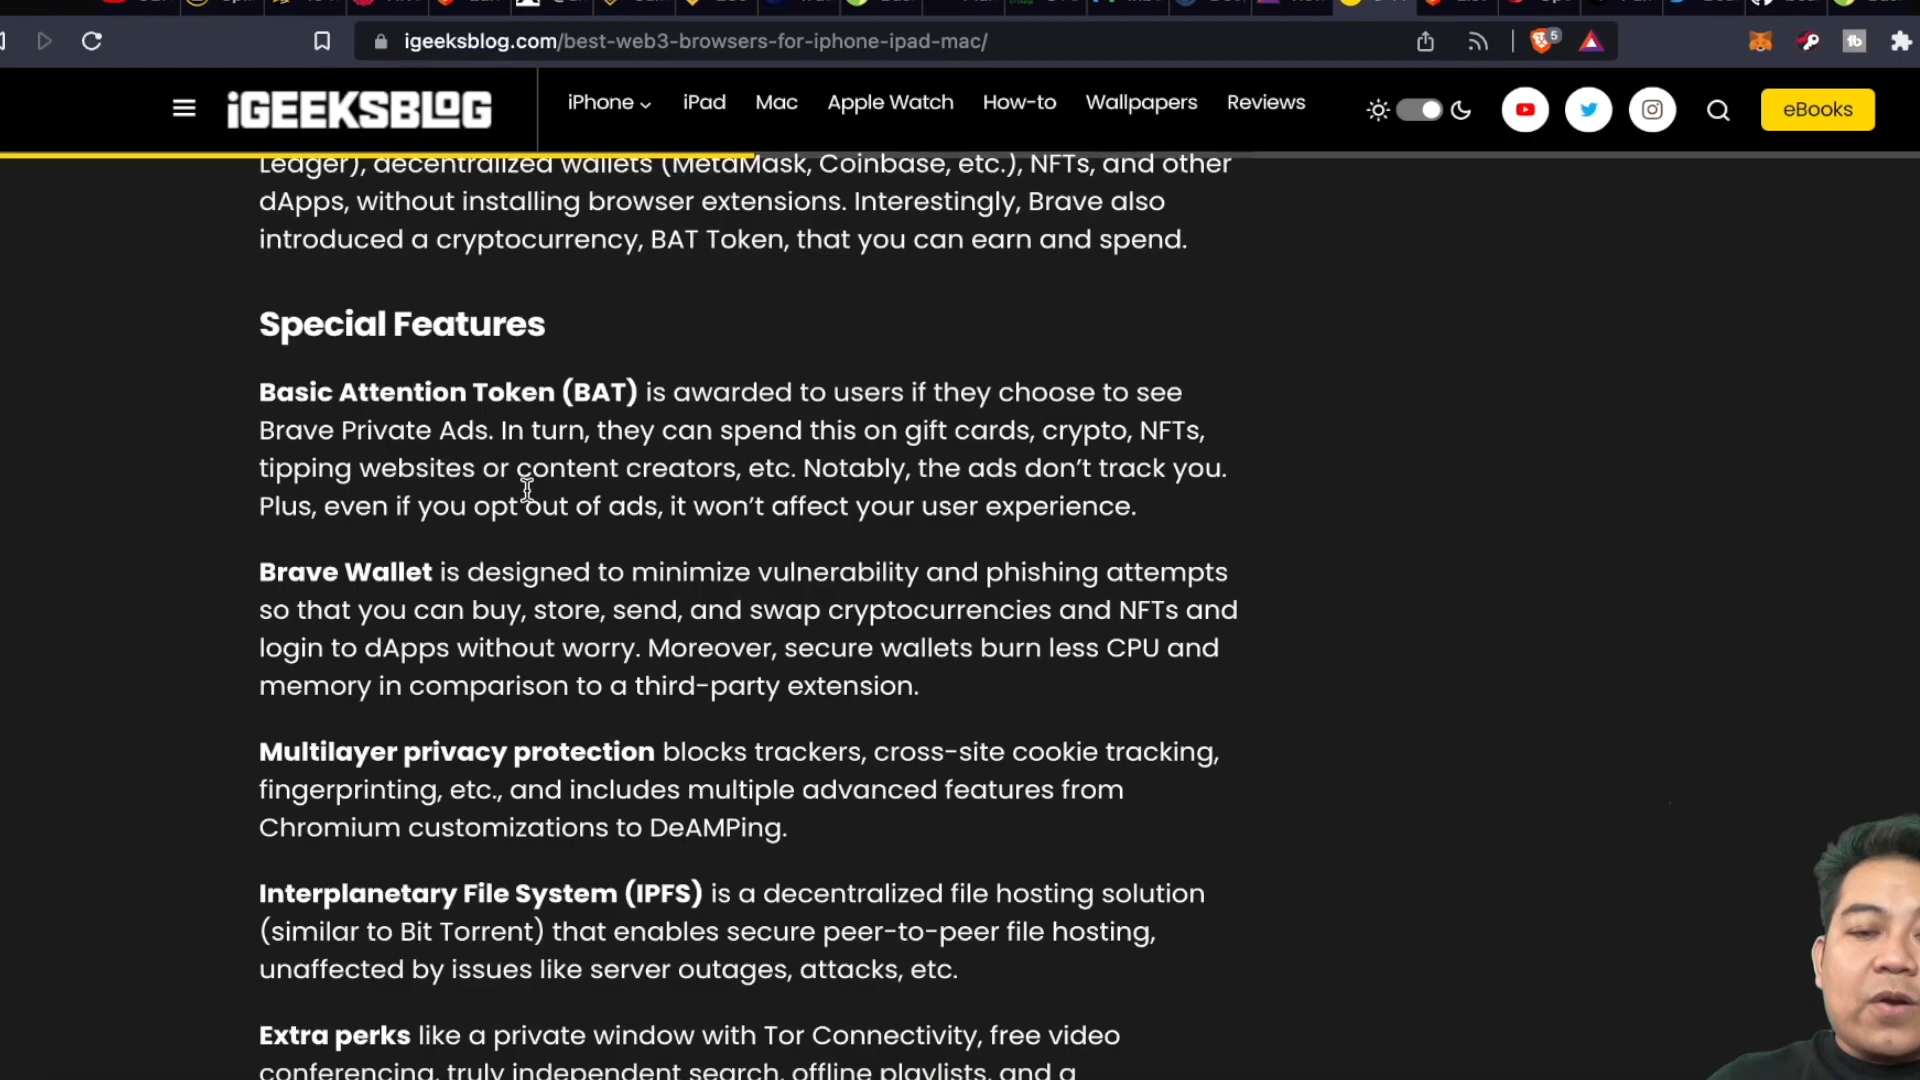 igeeksblog.com/best-web3-browsers-for-iphone-ipad-mac/
5
iGEEKSBLOG
iPhone
iPad
Mac
Apple Watch
How-to
Wallpapers
Reviews
eBooks
Ledger), decentralized wallets (MetaMask, Coinbase, etc.), NFTs, and other
dApps, without installing browser extensions. Interestingly, Brave also
introduced a cryptocurrency, BAT Token, that you can earn and spend.
Special Features
Basic Attention Token (BAT) is awarded to users if they choose to see
Brave Private Ads. In turn, they can spend this on gift cards, crypto, NFTs,
tipping websites or content creators, etc. Notably, the ads don’t track you.
Plus, even if you opt out of ads, it won’t affect your user experience.
Brave Wallet is designed to minimize vulnerability and phishing attempts
so that you can buy, store, send, and swap cryptocurrencies and NFTs and
login to dApps without worry. Moreover, secure wallets burn less CPU and
memory in comparison to a third-party extension.
Multilayer privacy protection blocks trackers, cross-site cookie tracking,
fingerprinting, etc., and includes multiple advanced features from
Chromium customizations to DeAMPing.
Interplanetary File System (IPFS) is a decentralized file hosting solution
(similar to Bit Torrent) that enables secure peer-to-peer file hosting,
unaffected by issues like server outages, attacks, etc.
Extra perks like a private window with Tor Connectivity, free video
conferencing, truly independent search, offline playlists, and a